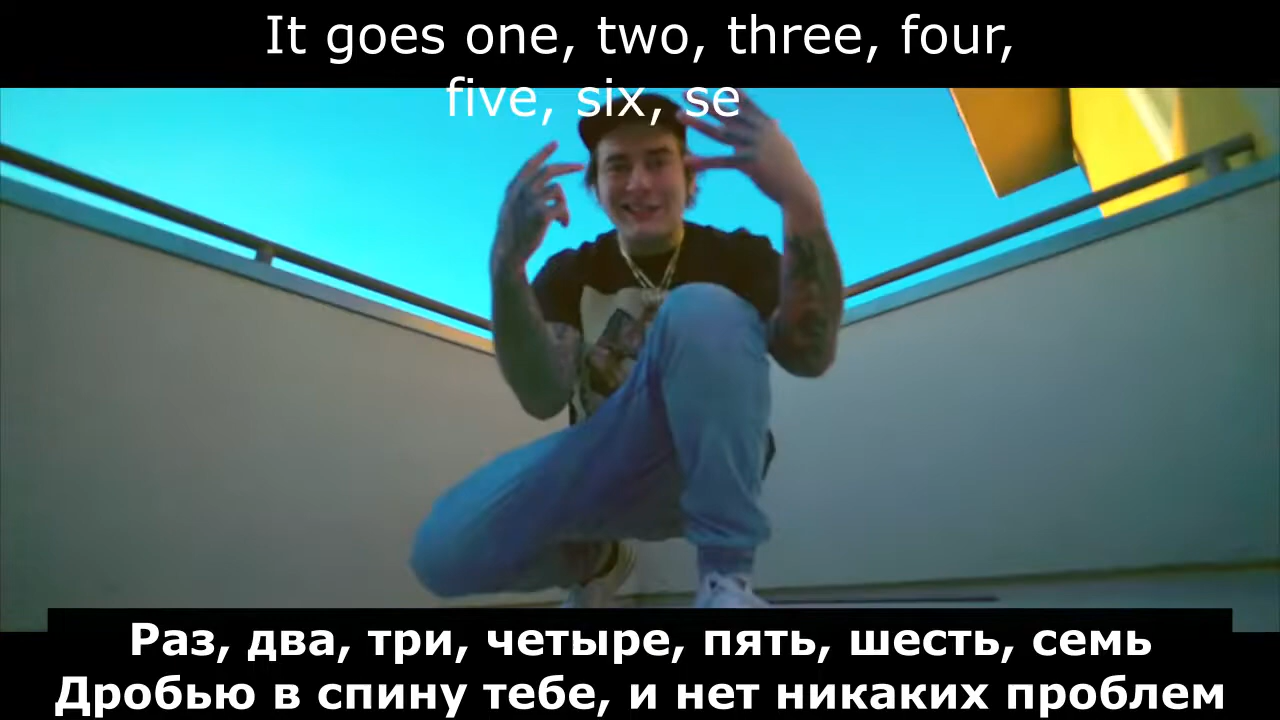 It goes one, two, three, four,
five, six, se
Раз, два, три, четыре, пять, шесть, семь
Дробью в спину тебе, и нет никаких проблем